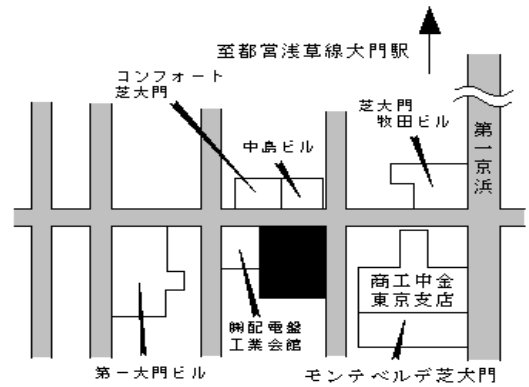 至都営浅草線大門駅
コンフォート
芝大門
中島ビル
芝大門
牧田ビル
第一京浜
商工中金
東京支店
㈱配電盤
工業会館
第一大門ビル
モンテベルデ芝大門